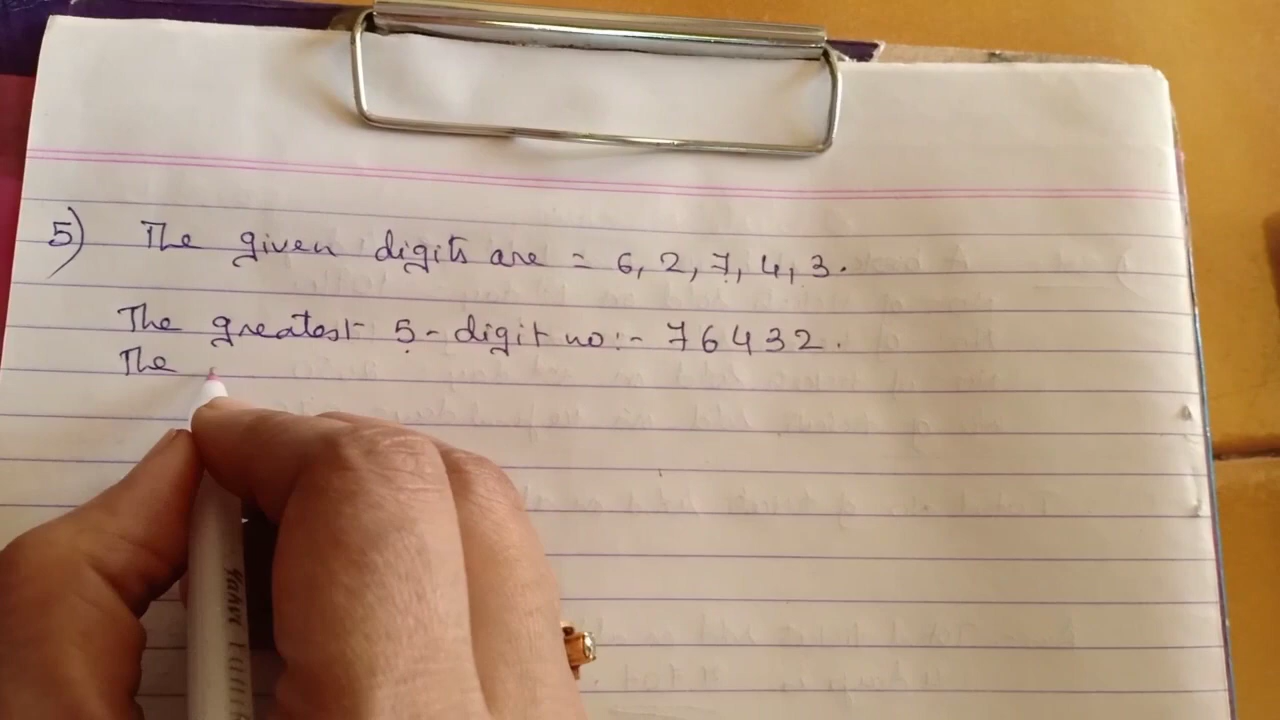 5) The given digits are = 6, 2, 7, 4, 3.
The greatest 5-digit no:- 76432.
The